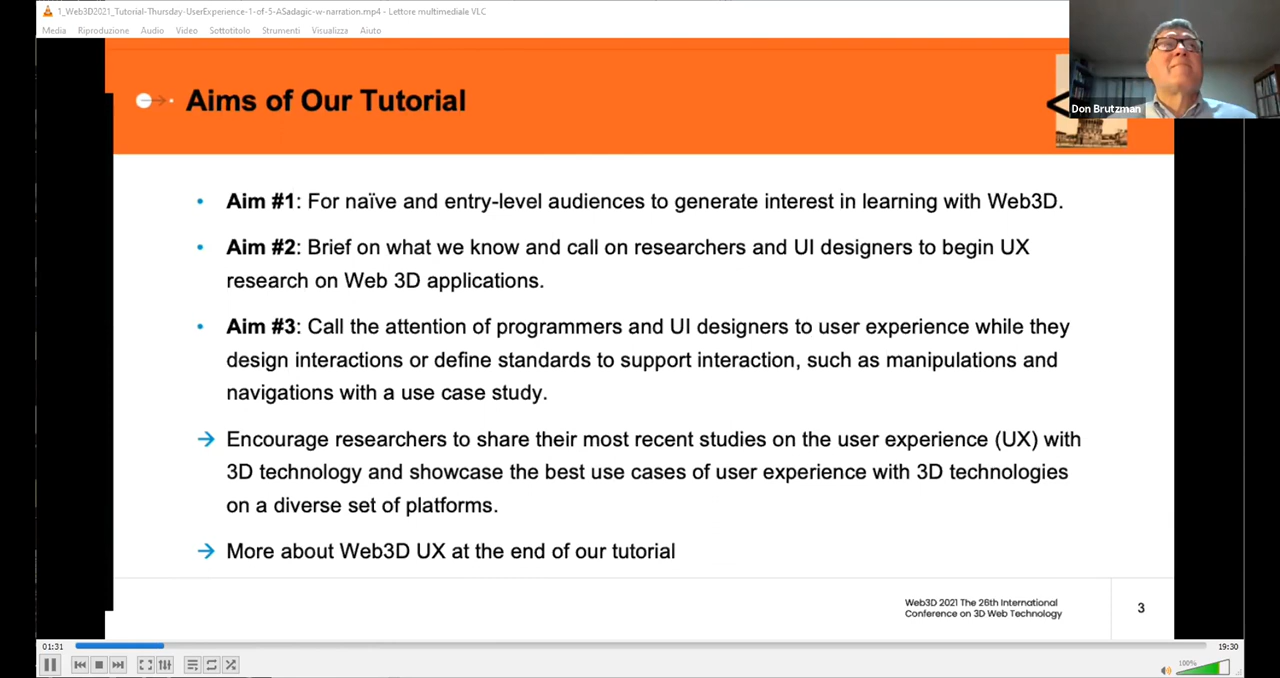 1_Web3D2021_Tutorial-Thursday-UserExperience-1-of-5-ASadagic-w-narration.mp4 - Lettore multimediale VLC
Media Riproduzione Audio Video Sottotitolo Strumenti Visualizza Aiuto
Aims of Our Tutorial
Don Brutzman
• Aim #1: For naïve and entry-level audiences to generate interest in learning with Web3D.
• Aim #2: Brief on what we know and call on researchers and UI designers to begin UX
research on Web 3D applications.
• Aim #3: Call the attention of programmers and UI designers to user experience while they
design interactions or define standards to support interaction, such as manipulations and
navigations with a use case study.
→ Encourage researchers to share their most recent studies on the user experience (UX) with
3D technology and showcase the best use cases of user experience with 3D technologies
on a diverse set of platforms.
→ More about Web3D UX at the end of our tutorial
Web3D 2021 The 26th International
Conference on 3D Web Technology
3
01:31
19:30
100%